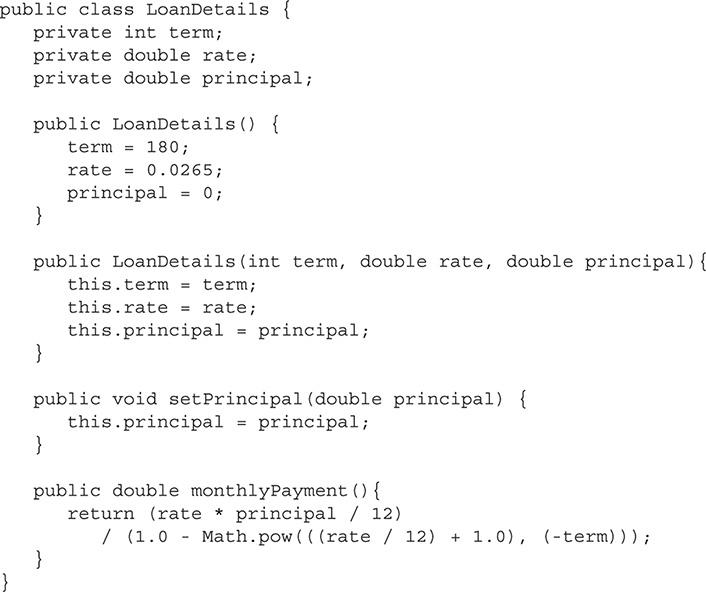 public class LoanDetails {
   private int term;
   private double rate;
   private double principal;

   public LoanDetails() {
      term = 180;
      rate = 0.0265;
      principal = 0;
   }

   public LoanDetails(int term, double rate, double principal){
      this.term = term;
      this.rate = rate;
      this.principal = principal;
   }

   public void setPrincipal(double principal) {
      this.principal = principal;
   }

   public double monthlyPayment(){
      return (rate * principal / 12)
         / (1.0 - Math.pow(((rate / 12) + 1.0), (-term)));
   }
}